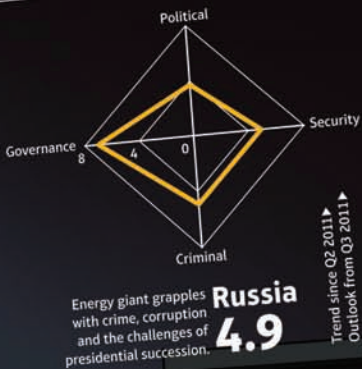 Political
Security
Governance
8
4
0
Criminal
Energy giant grapples
with crime, corruption
and the challenges of
presidential succession.
Russia
4.9
Trend since Q2 2011▶
Outlook from Q3 2011▶